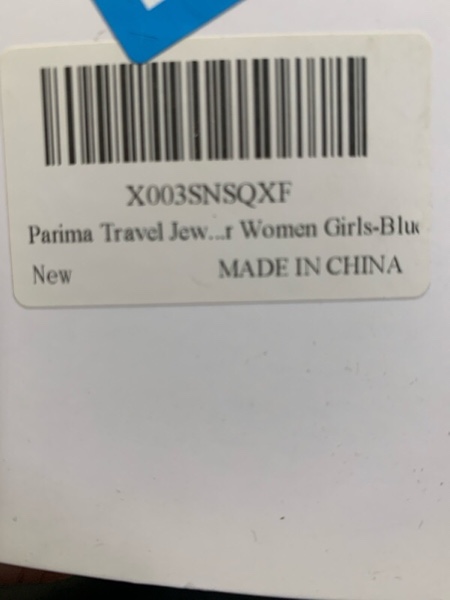 X003SNSQXF
Parima Travel Jew...r Women Girls-Blu
New MADE IN CHINA